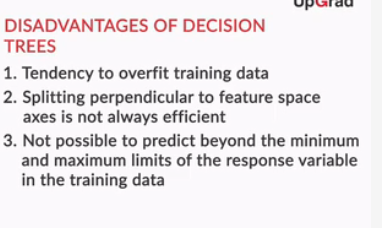 UpGrad
DISADVANTAGES OF DECISION
TREES
1. Tendency to overfit training data
2. Splitting perpendicular to feature space
axes is not always efficient
3. Not possible to predict beyond the minimum
and maximum limits of the response variable
in the training data